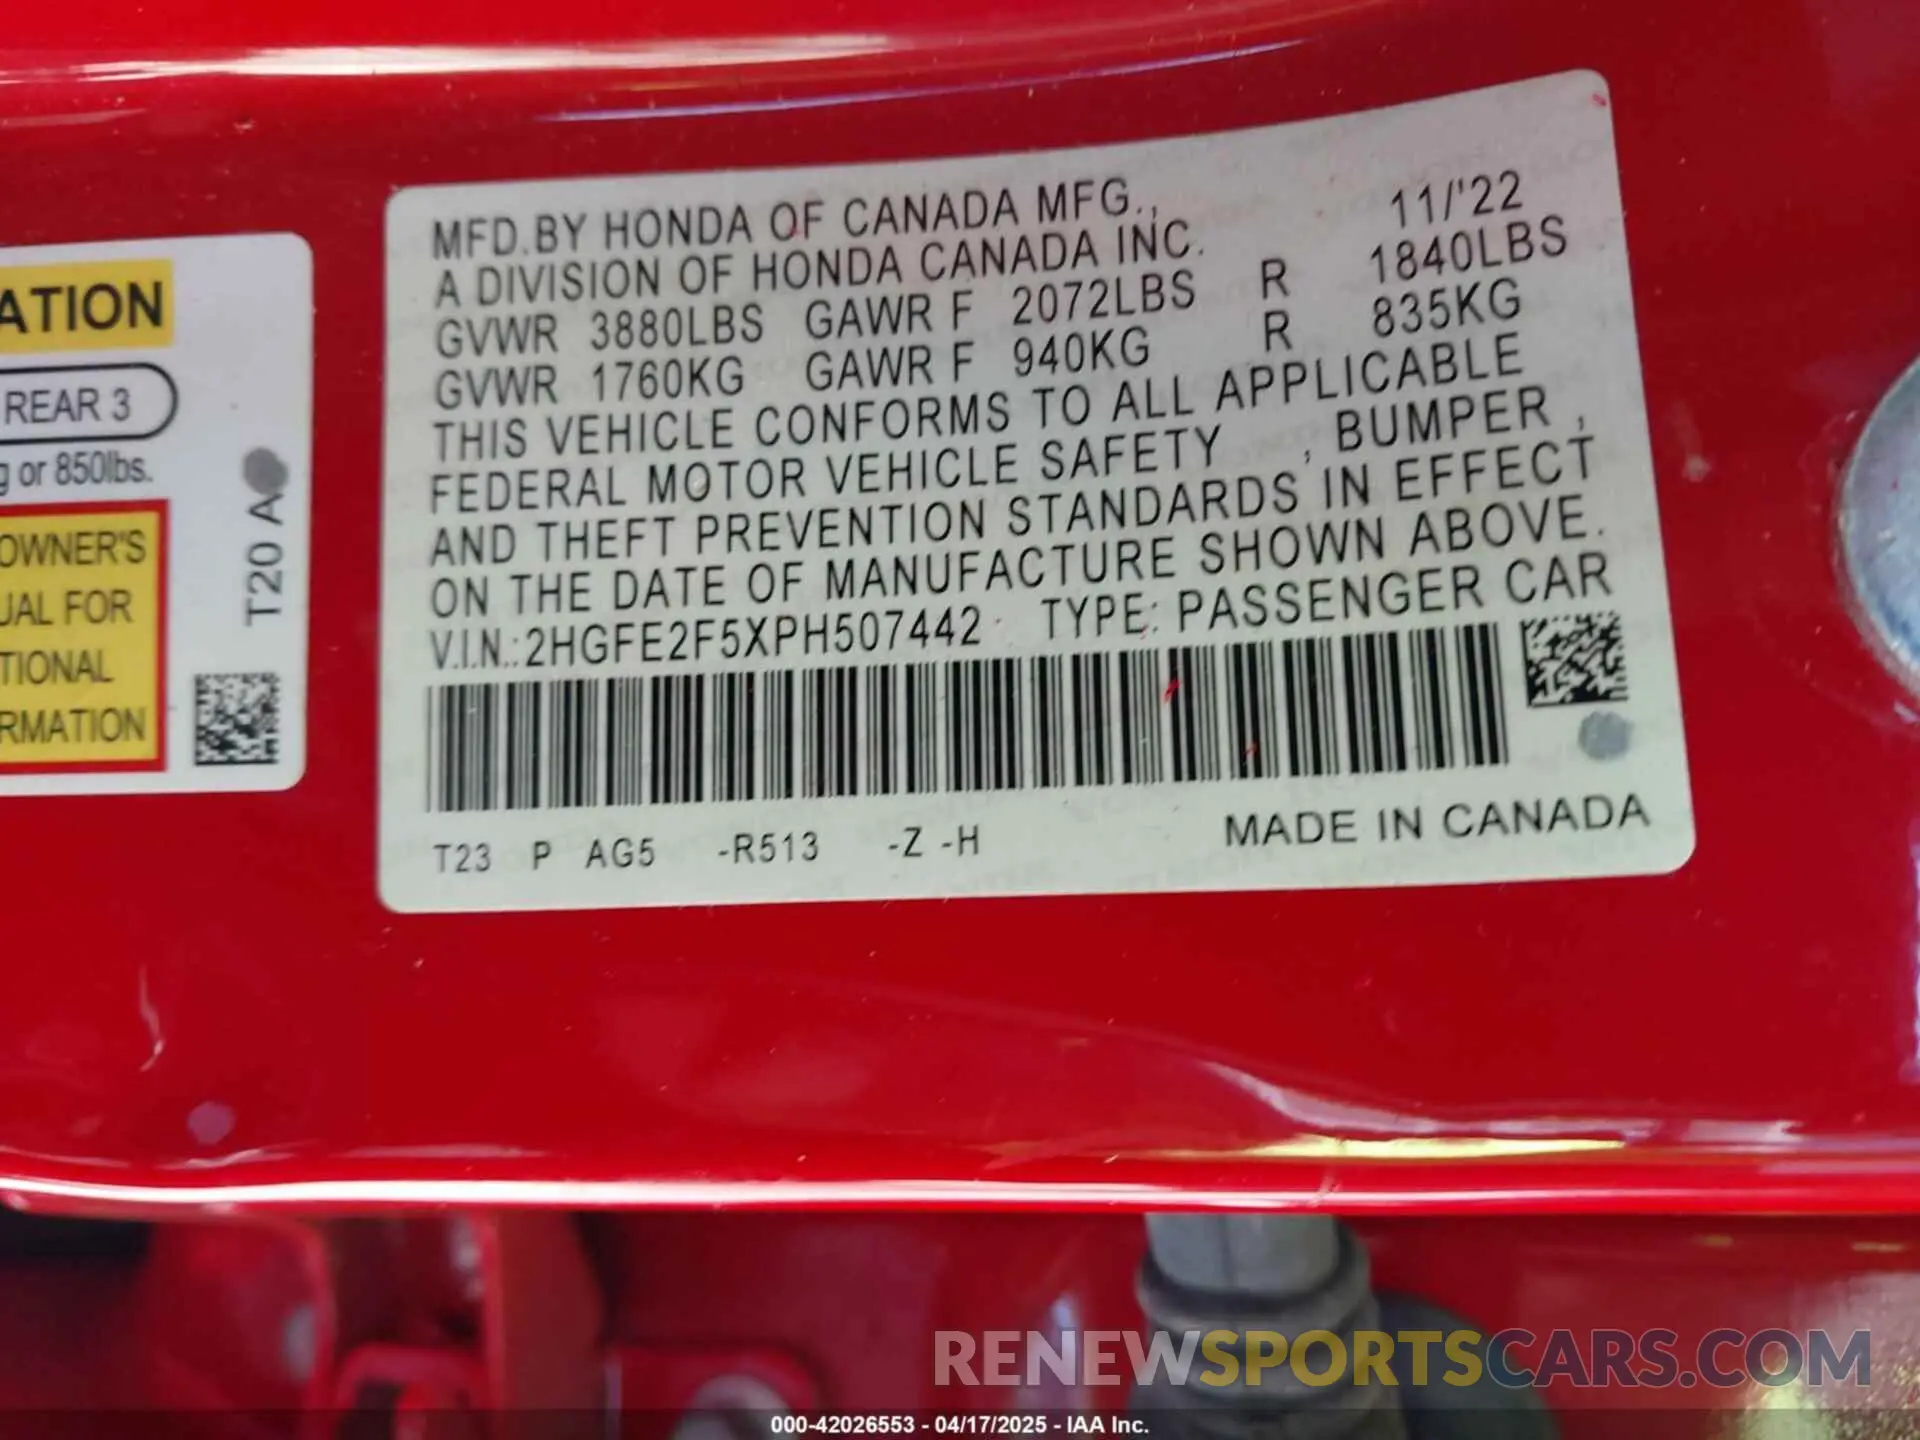 ATION
REAR 3
g or 850lbs.
OWNER'S
UAL FOR
TIONAL
RMATION
T20 A
MFD.BY HONDA OF CANADA MFG., 11/'22
A DIVISION OF HONDA CANADA INC.
GVWR 3880LBS GAWR F 2072LBS R 1840LBS
GVWR 1760KG GAWR F 940KG R 835KG
THIS VEHICLE CONFORMS TO ALL APPLICABLE
FEDERAL MOTOR VEHICLE SAFETY , BUMPER ,
AND THEFT PREVENTION STANDARDS IN EFFECT
ON THE DATE OF MANUFACTURE SHOWN ABOVE.
V.I.N.:2HGFE2F5XPH507442 TYPE: PASSENGER CAR
T23 P AG5 -R513 -Z -H MADE IN CANADA
RENEWSPORTSCARS.COM
000-42026553 - 04/17/2025 - IAA Inc.